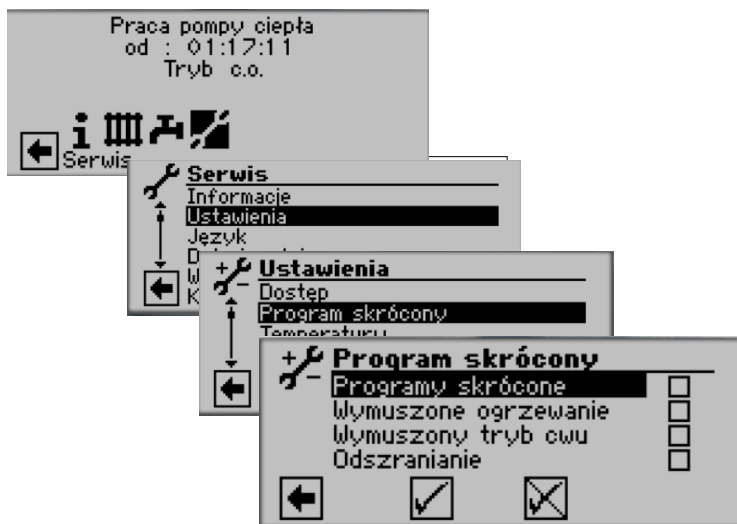 Praca pompy ciepła
od : 01:17:11
Tryb c.o.
Serwis
Serwis
Informacje
Ustawienia
Język
Ustawienia
Dostęp
Program skrócony
Temperatury
Program skrócony
Programy skrócone
Wymuszone ogrzewanie
Wymuszony tryb cwu
Odszranianie